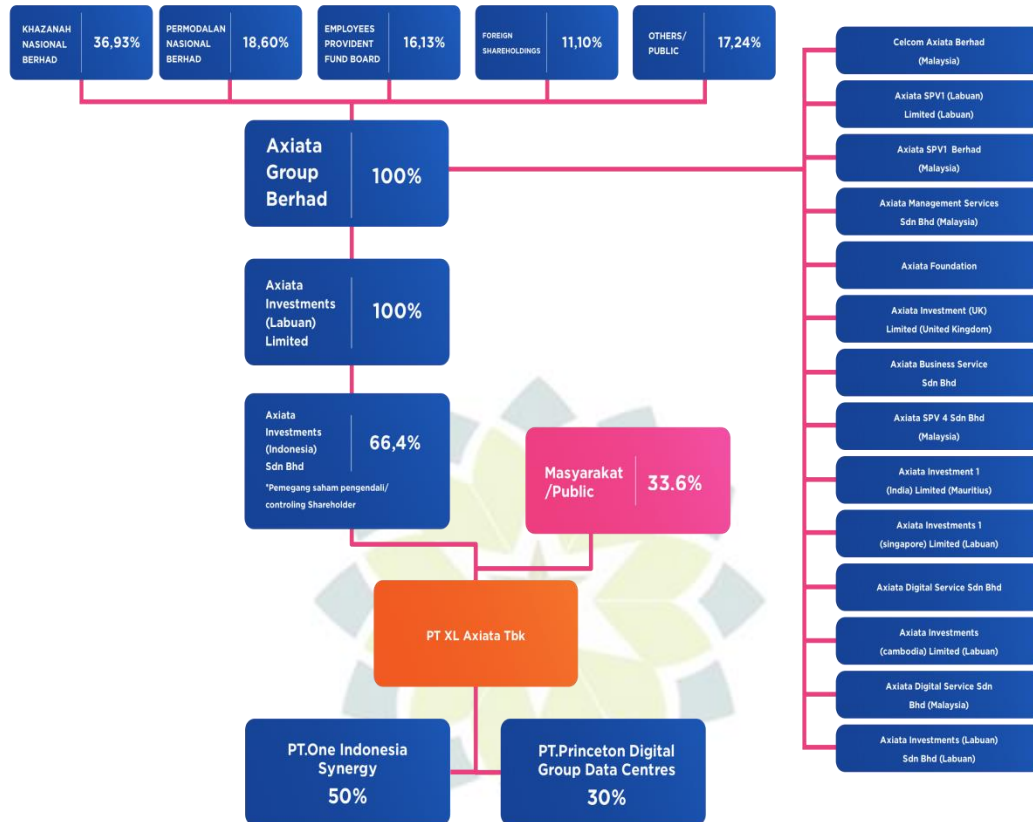 KHAZANAH
NASIONAL
BERHAD
36,93%
PERMODALAN
NASIONAL
BERHAD
18,60%
EMPLOYEES
PROVIDENT
FUND BOARD
16,13%
FOREIGN
SHAREHOLDINGS
11,10%
OTHERS/
PUBLIC
17,24%
Axiata
Group
Berhad
100%
Axiata
Investments
(Labuan)
Limited
100%
Axiata
Investments
(Indonesia)
Sdn Bhd
66,4%
*Pemegang saham pengendali/
controling Shareholder
Masyarakat
/Public
33.6%
PT XL Axiata Tbk
PT.One Indonesia
Synergy
50%
PT.Princeton Digital
Group Data Centres
30%
Celcom Axiata Berhad
(Malaysia)
Axiata SPV1 (Labuan)
Limited (Labuan)
Axiata SPV1 Berhad
(Malaysia)
Axiata Management Services
Sdn Bhd (Malaysia)
Axiata Foundation
Axiata Investment (UK)
Limited (United Kingdom)
Axiata Business Service
Sdn Bhd
Axiata SPV 4 Sdn Bhd
(Malaysia)
Axiata Investment 1
(India) Limited (Mauritius)
Axiata Investments 1
(singapore) Limited (Labuan)
Axiata Digital Service Sdn Bhd
Axiata Investments
(cambodia) Limited (Labuan)
Axiata Digital Service Sdn
Bhd (Malaysia)
Axiata Investments (Labuan)
Sdn Bhd (Labuan)